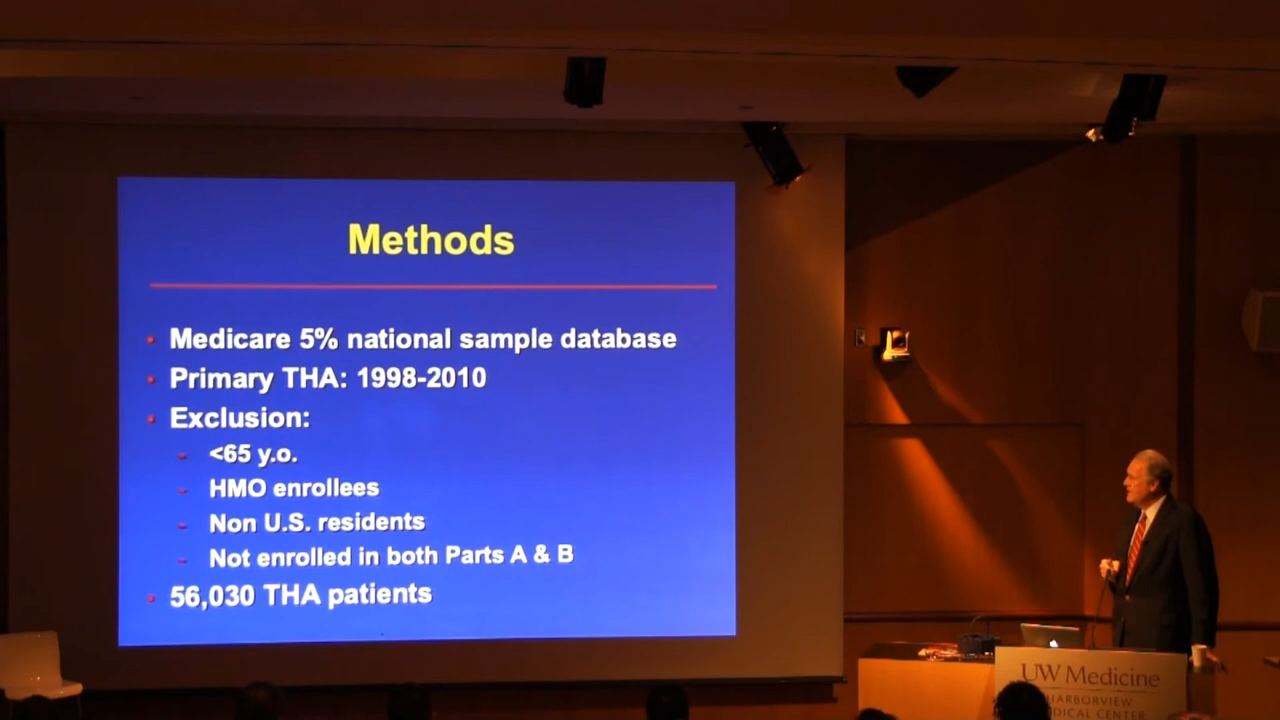 Methods
Medicare 5% national sample database
Primary THA: 1998-2010
Exclusion:
<65 y.o.
HMO enrollees
Non U.S. residents
Not enrolled in both Parts A & B
56,030 THA patients
UW Medicine
HARBORVIEW
MEDICAL CENTER